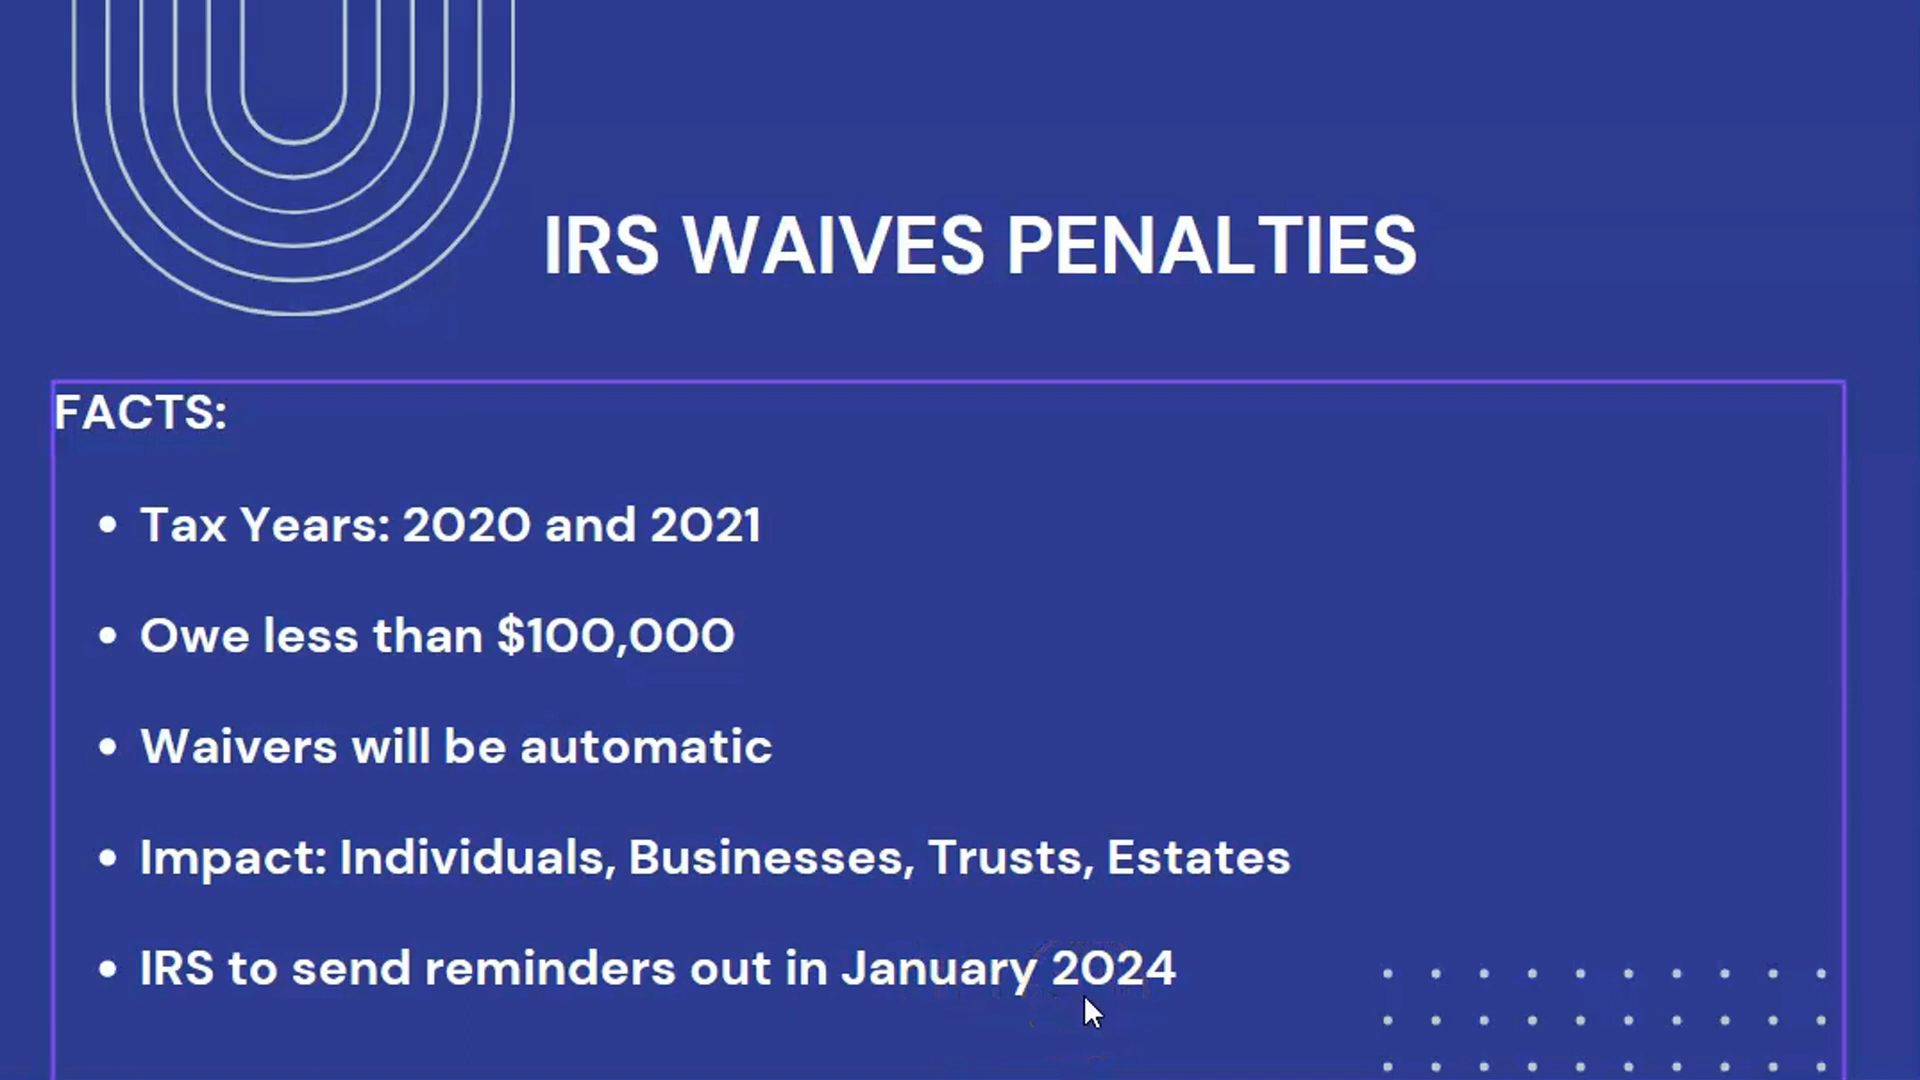 IRS WAIVES PENALTIES
FACTS:
• Tax Years: 2020 and 2021
• Owe less than $100,000
• Waivers will be automatic
• Impact: Individuals, Businesses, Trusts, Estates
• IRS to send reminders out in January 2024